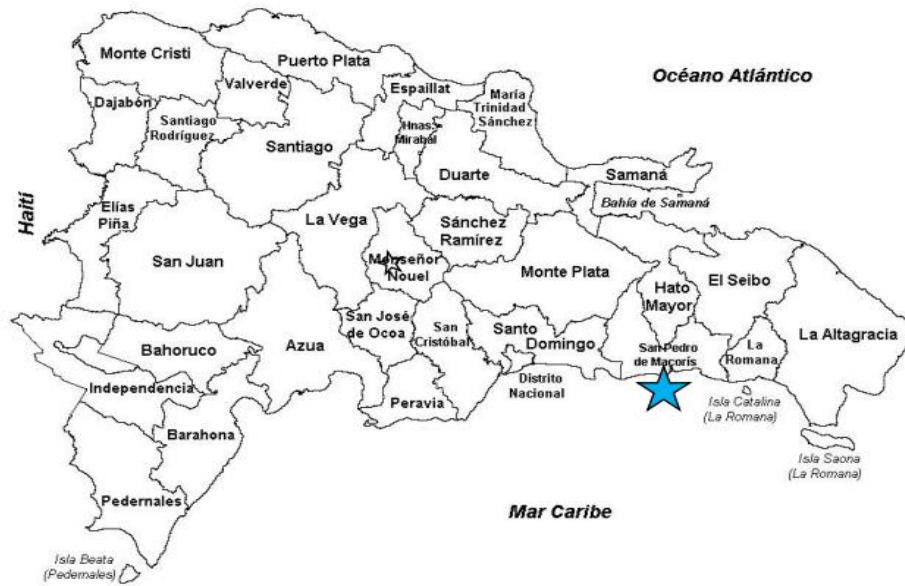 Monte Cristi
Puerto Plata
Océano Atlántico
Valverde
Espaillat
María
Trinidad
Sánchez
Dajabón
Santiago
Rodríguez
Hnas.
Mirabal
Santiago
Duarte
Samaná
Haití
Elías
Piña
La Vega
Sánchez
Ramírez
Bahía de Samaná
San Juan
Monseñor
Nouel
Monte Plata
El Seibo
Hato
Mayor
San José
de Ocoa
San
Cristóbal
Santo
Domingo
La Altagracia
Bahoruco
Azua
San Pedro
de Macorís
La
Romana
Independencia
Distrito
Nacional
Peravia
Isla Catalina
(La Romana)
Barahona
Isla Saona
(La Romana)
Pedernales
Mar Caribe
Isla Beata
(Pedernales)